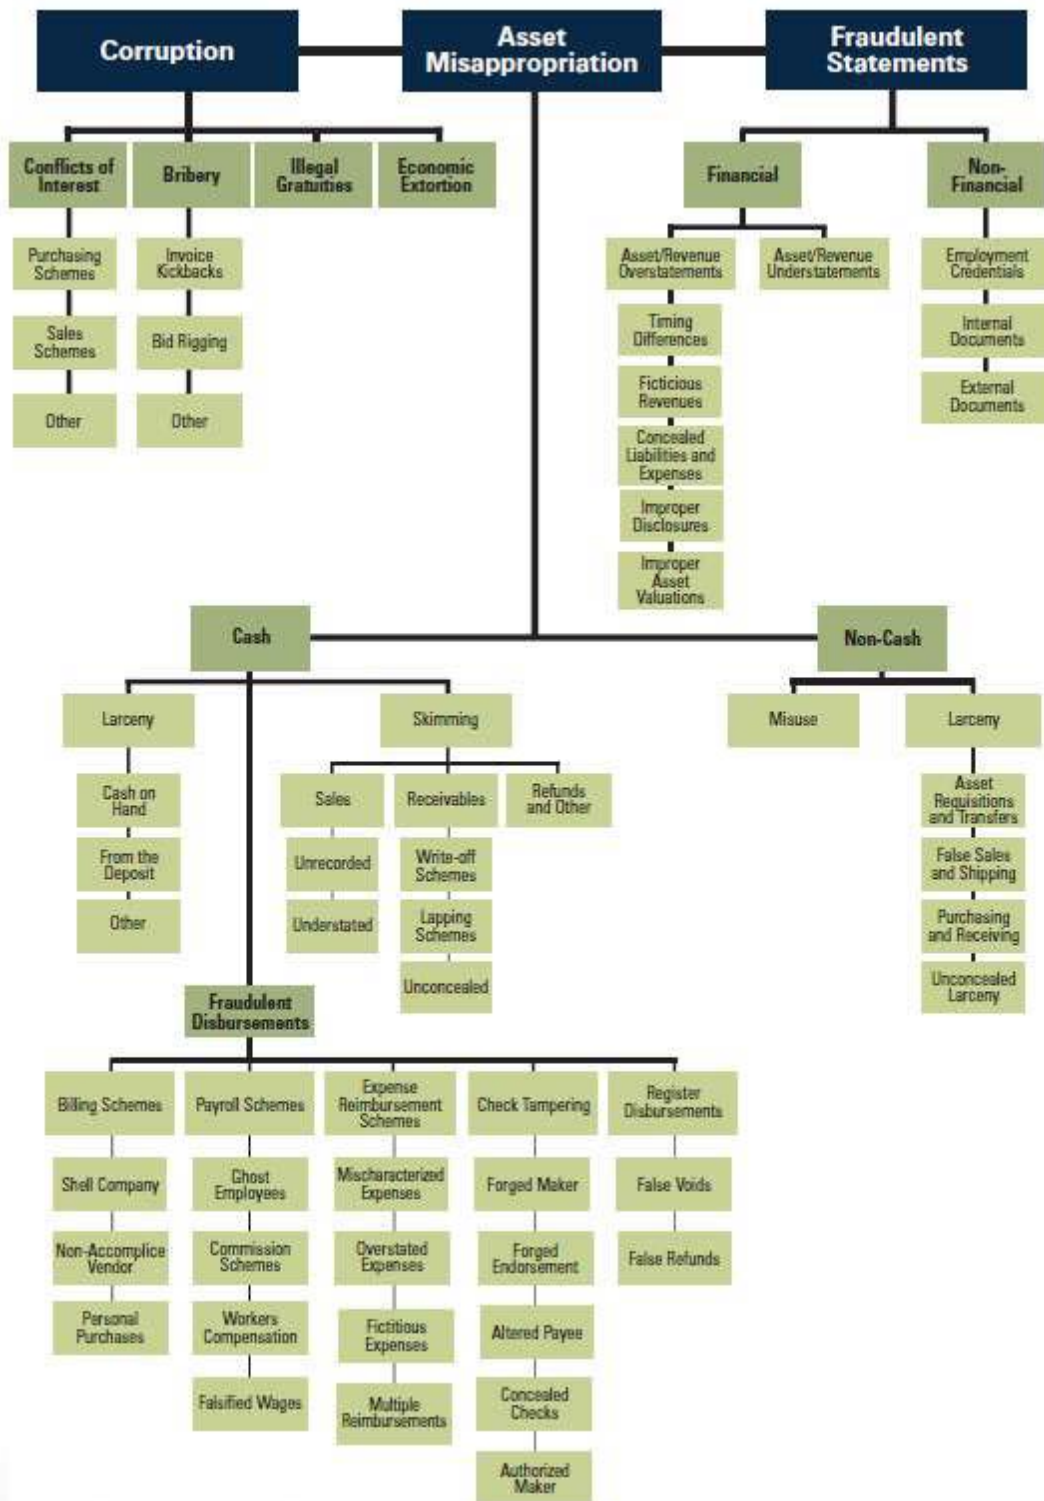 Corruption
Asset
Misappropriation
Fraudulent
Statements
Conflicts of
Interest
Bribery
Illegal
Gratuities
Economic
Extortion
Financial
Non-
Financial
Purchasing
Schemes
Sales
Schemes
Other
Invoice
Kickbacks
Bid Rigging
Other
Asset/Revenue
Overstatements
Timing
Differences
Ficticious
Revenues
Concealed
Liabilities and
Expenses
Improper
Disclosures
Improper
Asset
Valuations
Asset/Revenue
Understatements
Employment
Credentials
Internal
Documents
External
Documents
Cash
Non-Cash
Larceny
Cash on
Hand
From the
Deposit
Other
Skimming
Sales
Unrecorded
Understated
Receivables
Write-off
Schemes
Lapping
Schemes
Unconcealed
Refunds
and Other
Misuse
Larceny
Asset
Requisitions
and Transfers
False Sales
and Shipping
Purchasing
and Receiving
Unconcealed
Larceny
Fraudulent
Disbursements
Billing Schemes
Shell Company
Non-Accomplice
Vendor
Personal
Purchases
Payroll Schemes
Ghost
Employees
Commission
Schemes
Workers
Compensation
Falsified Wages
Expense
Reimbursement
Schemes
Mischaracterized
Expenses
Overstated
Expenses
Fictitious
Expenses
Multiple
Reimbursements
Check Tampering
Forged Maker
Forged
Endorsement
Altered Payee
Concealed
Checks
Authorized
Maker
Register
Disbursements
False Voids
False Refunds